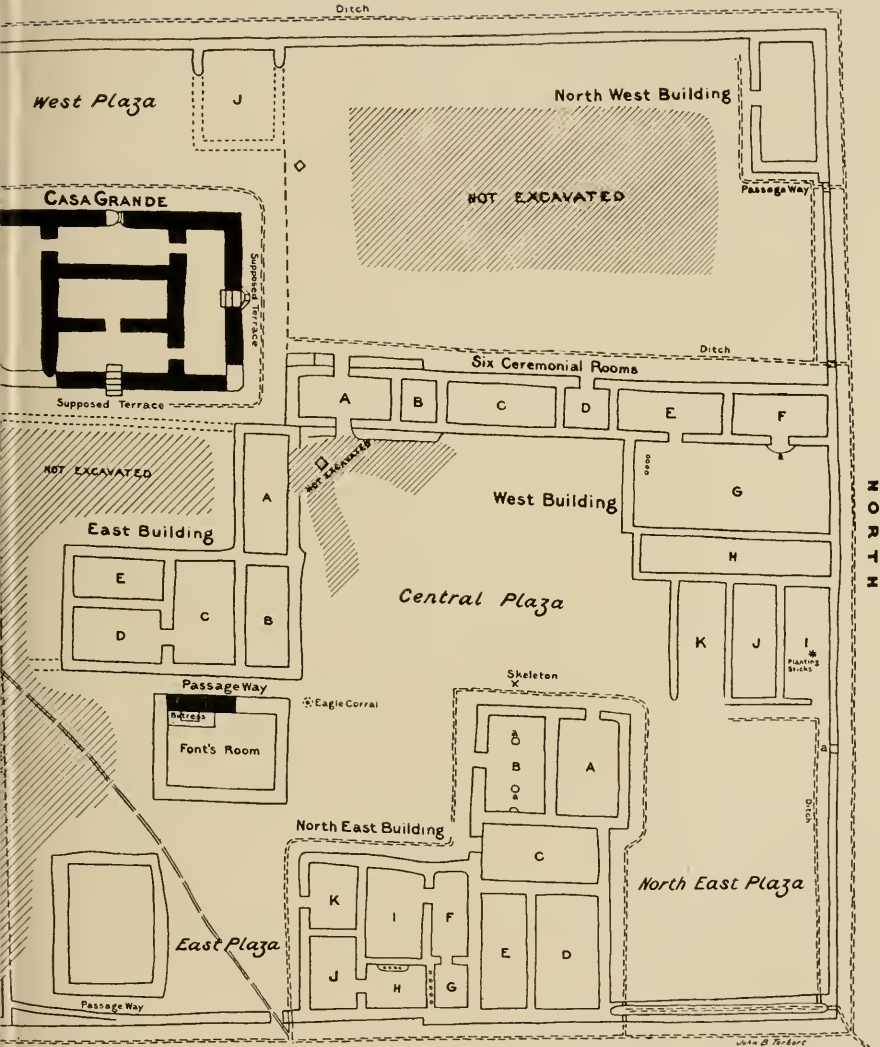 Ditch
West Plaza
J
North West Building
NOT EXCAVATED
Passage Way
CASA GRANDE
Supposed Terrace
Supposed Terrace
Ditch
Six Ceremonial Rooms
A
B
C
D
E
F
a
NOT EXCAVATED
NOT EXCAVATED
A
West Building
G
NORTH
East Building
H
E
C
B
D
Central Plaza
K
J
I
Planting Sticks
Skeleton
X
Passage Way
Eagle Corral
Butress
Font's Room
a
B
a
A
a
Ditch
North East Building
C
North East Plaza
K
I
F
E
D
East Plaza
J
H
G
Passage Way
John B Torbert